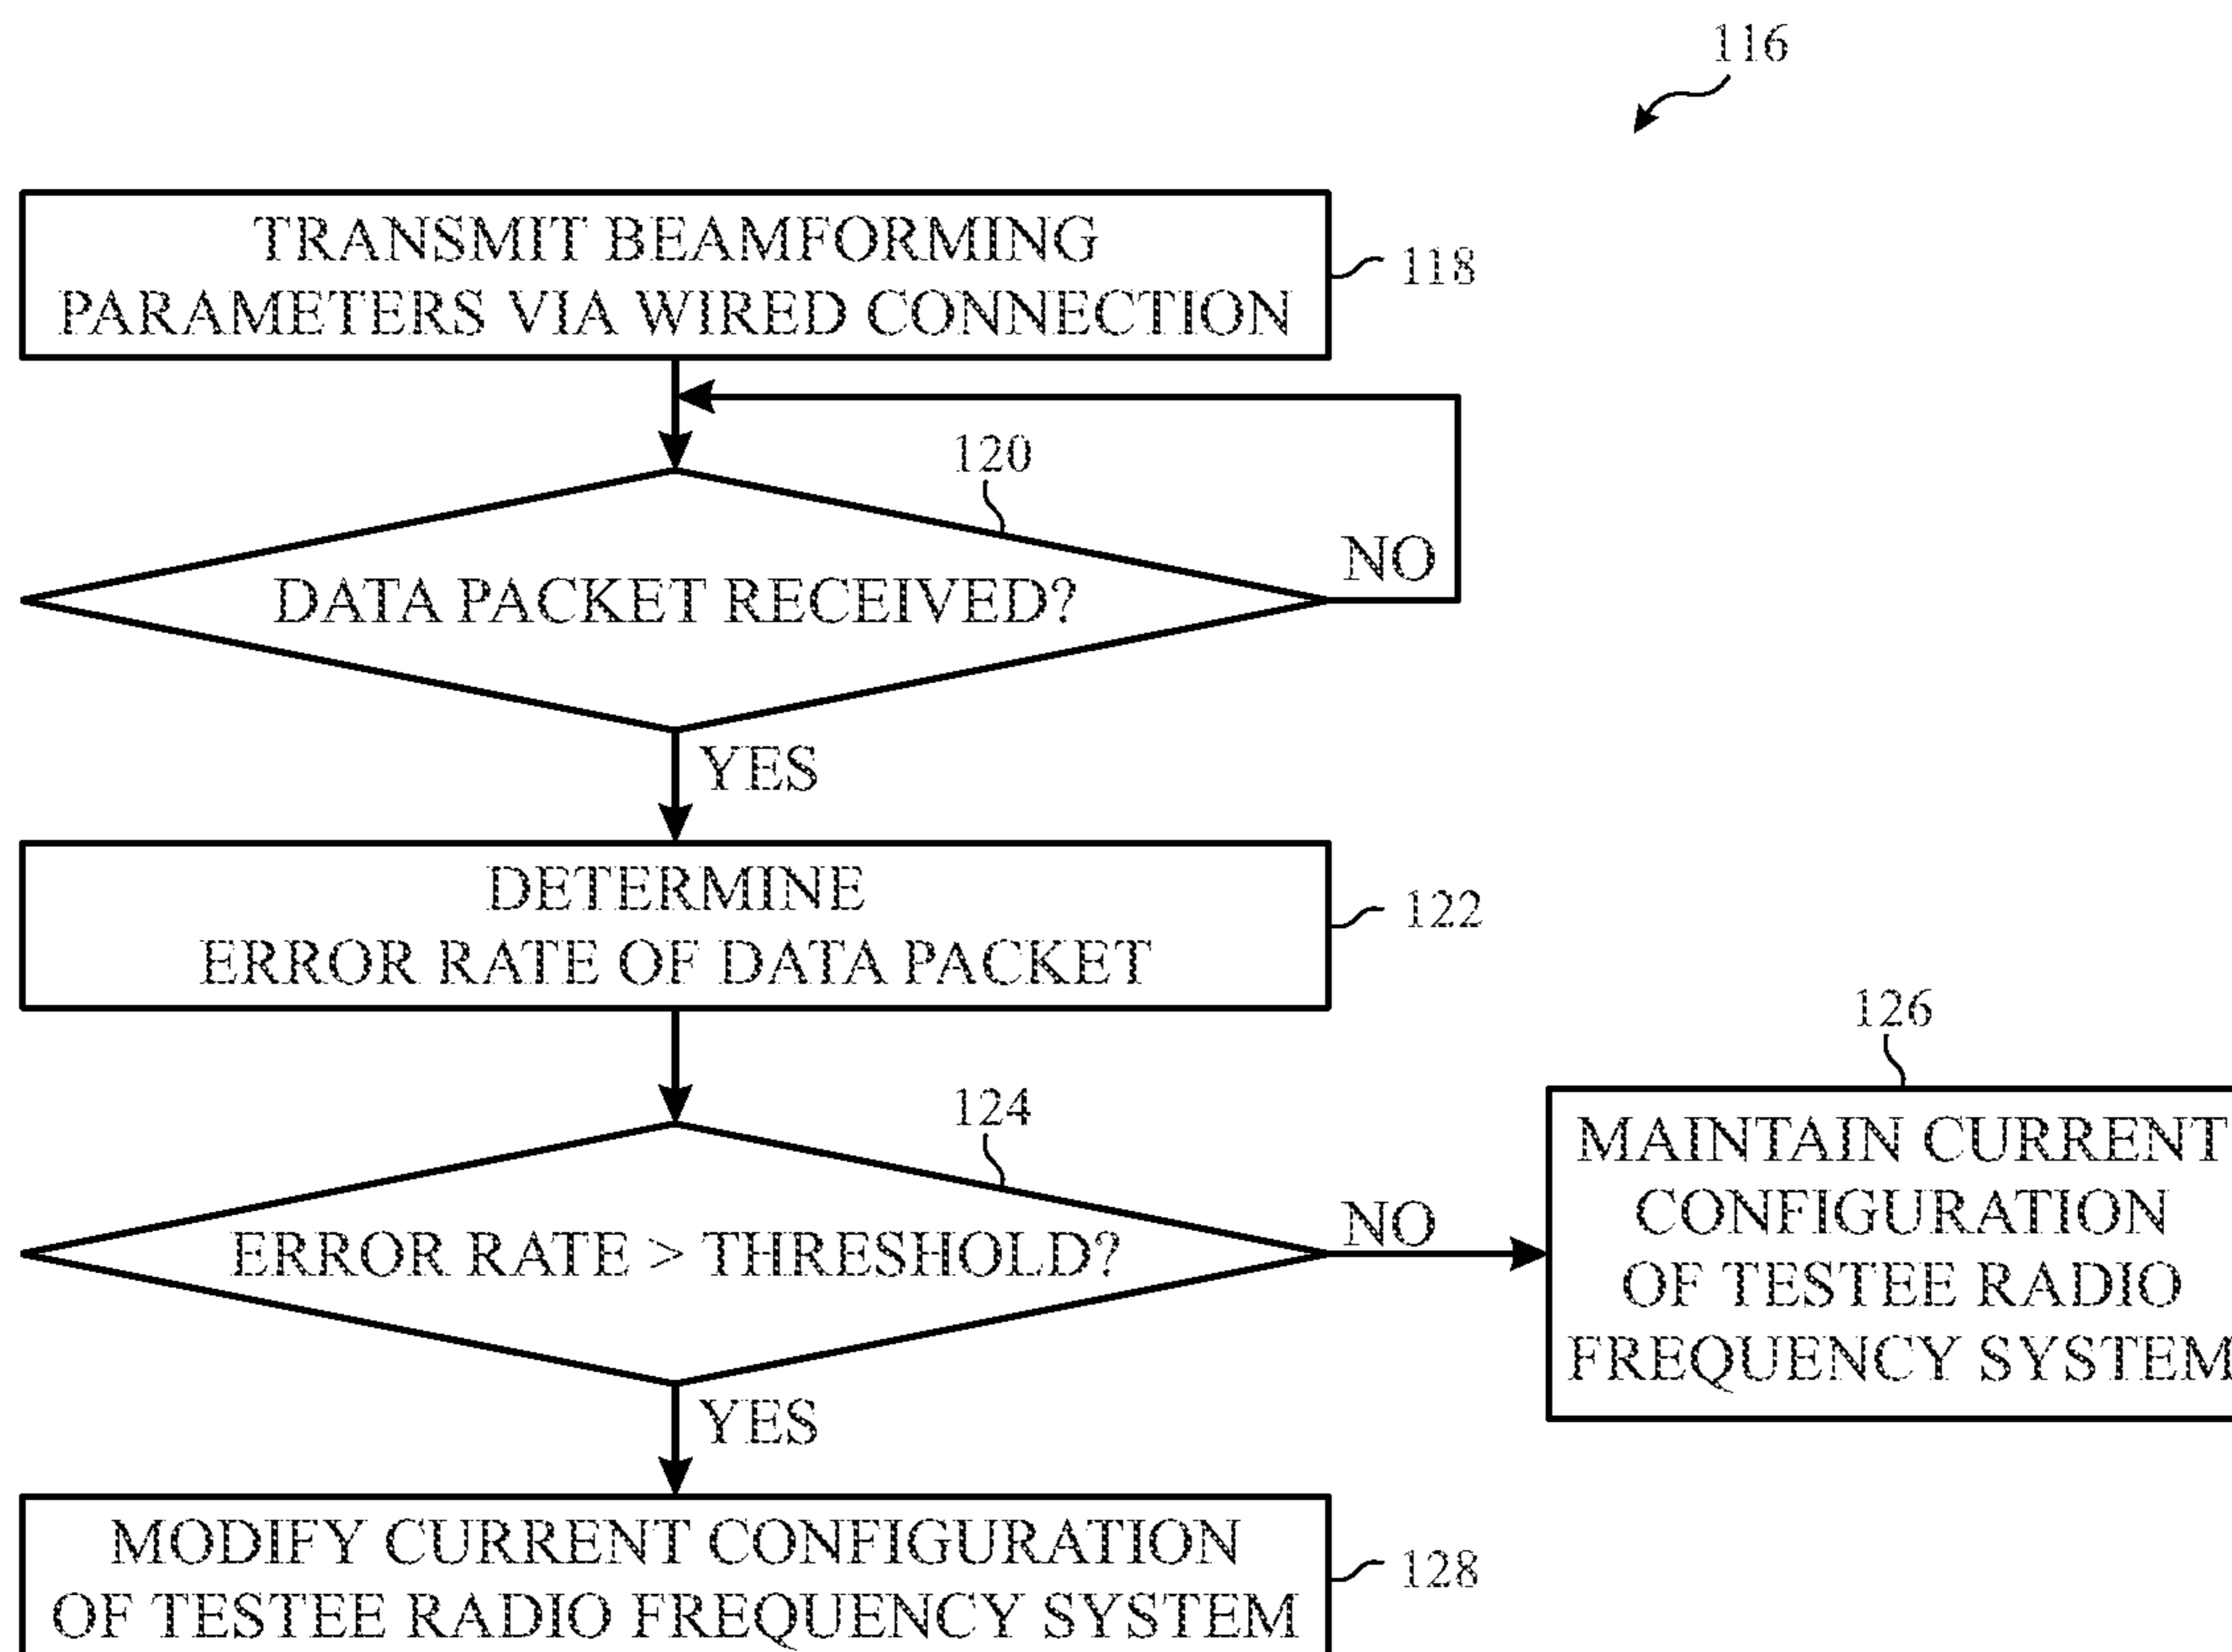 116
TRANSMIT BEAMFORMING
PARAMETERS VIA WIRED CONNECTION
118
120
DATA PACKET RECEIVED?
NO
YES
DETERMINE
ERROR RATE OF DATA PACKET
122
124
ERROR RATE > THRESHOLD?
NO
126
MAINTAIN CURRENT
CONFIGURATION
OF TESTEE RADIO
FREQUENCY SYSTEM
YES
MODIFY CURRENT CONFIGURATION
OF TESTEE RADIO FREQUENCY SYSTEM
128